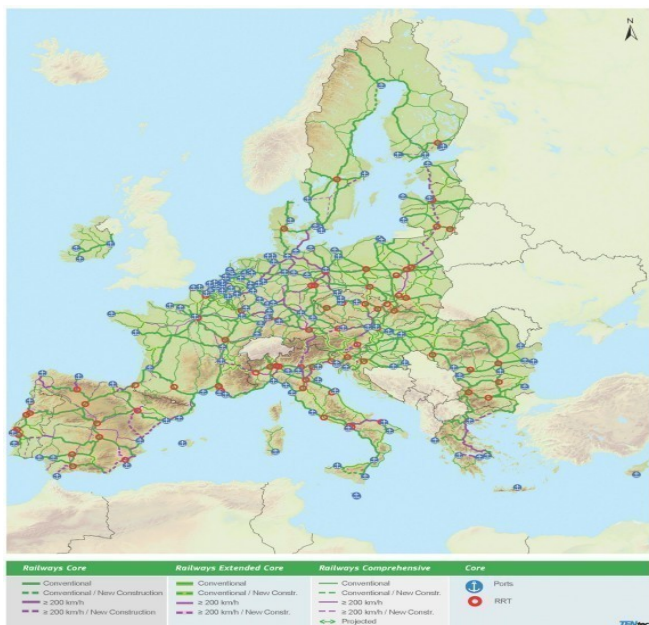 N
Railways Core
Conventional
Conventional / New Construction
≥ 200 km/h
≥ 200 km/h / New Construction
Railways Extended Core
Conventional
Conventional / New Constr.
≥ 200 km/h
≥ 200 km/h / New Constr.
Railways Comprehensive
Conventional
Conventional / New Constr.
≥ 200 km/h
≥ 200 km/h / New Constr.
Projected
Core
Ports
RRT